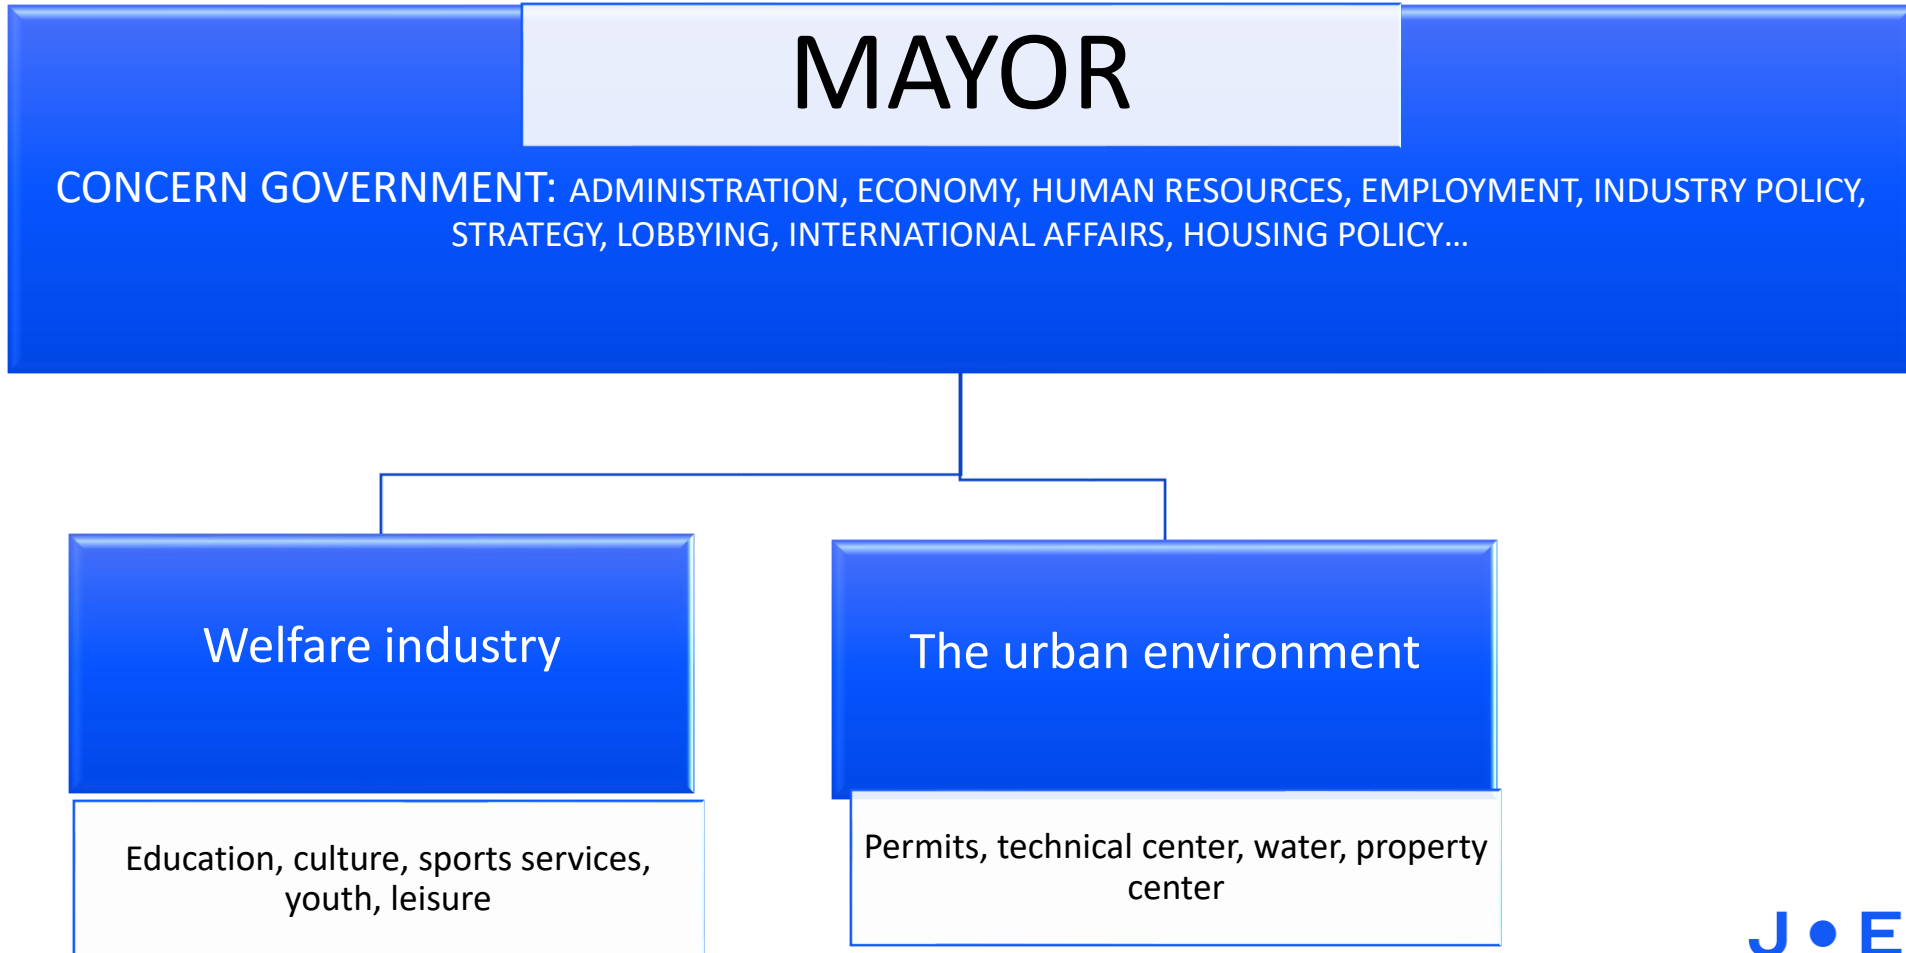 MAYOR
CONCERN GOVERNMENT: ADMINISTRATION, ECONOMY, HUMAN RESOURCES, EMPLOYMENT, INDUSTRY POLICY,
STRATEGY, LOBBYING, INTERNATIONAL AFFAIRS, HOUSING POLICY…
Welfare industry
The urban environment
Education, culture, sports services,
youth, leisure
Permits, technical center, water, property
center
J • E